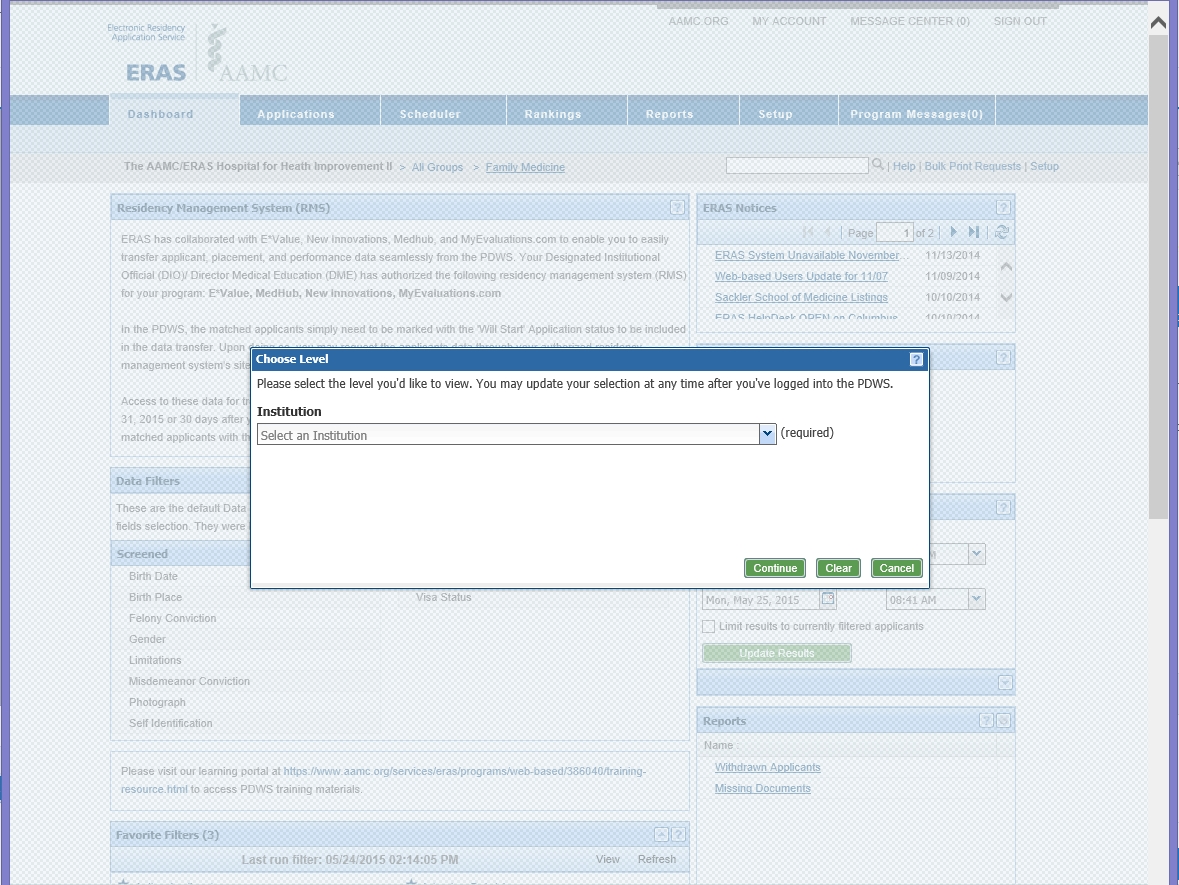 AAMC.ORG MY ACCOUNT MESSAGE CENTER (0) SIGN OUT
Electronic Residency
Application Service
ERAS AAMC
Dashboard Applications Scheduler Rankings Reports Setup Program Messages(0)
The AAMC/ERAS Hospital for Heath Improvement II > All Groups > Family Medicine | Help | Bulk Print Requests | Setup
Residency Management System (RMS) ?
ERAS has collaborated with E*Value, New Innovations, Medhub, and MyEvaluations.com to enable you to easily
transfer applicant, placement, and performance data seamlessly from the PDWS. Your Designated Institutional
Official (DIO)/ Director Medical Education (DME) has authorized the following residency management system (RMS)
for your program: E*Value, MedHub, New Innovations, MyEvaluations.com
In the PDWS, the matched applicants simply need to be marked with the 'Will Start' Application status to be included
in the data transfer. Upon doing so, you may request the applicants data through your authorized residency
management system's site
Access to these data for
31, 2015 or 30 days after
matched applicants with
ERAS Notices ?
Page 1 of 2
ERAS System Unavailable November... 11/13/2014
Web-based Users Update for 11/07 11/09/2014
Sackler School of Medicine Listings 10/10/2014
ERAS HelpDesk OPEN on Columbus 10/10/2014
?
Choose Level ?
Please select the level you'd like to view. You may update your selection at any time after you've logged into the PDWS.
Institution
Select an Institution (required)
Continue Clear Cancel
Data Filters
These are the default Data
fields selection. They were
Screened
Birth Date
Birth Place Visa Status
Felony Conviction
Gender
Limitations
Misdemeanor Conviction
Photograph
Self Identification
?
Mon, May 25, 2015 08:41 AM
Limit results to currently filtered applicants
Update Results
Reports ?
Name
Withdrawn Applicants
Missing Documents
Please visit our learning portal at https://www.aamc.org/services/eras/programs/web-based/386040/training-
resource.html to access PDWS training materials.
Favorite Filters (3) ?
Last run filter: 05/24/2015 02:14:05 PM View Refresh